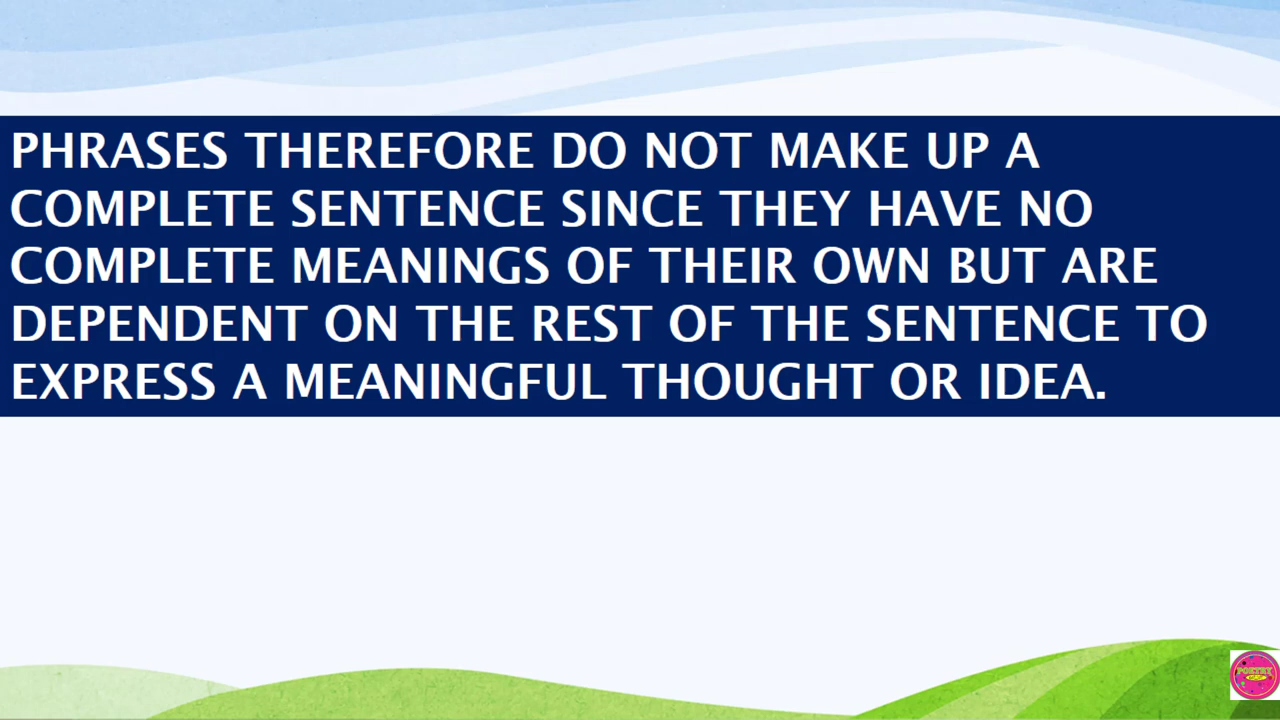 PHRASES THEREFORE DO NOT MAKE UP A
COMPLETE SENTENCE SINCE THEY HAVE NO
COMPLETE MEANINGS OF THEIR OWN BUT ARE
DEPENDENT ON THE REST OF THE SENTENCE TO
EXPRESS A MEANINGFUL THOUGHT OR IDEA.
POETRY